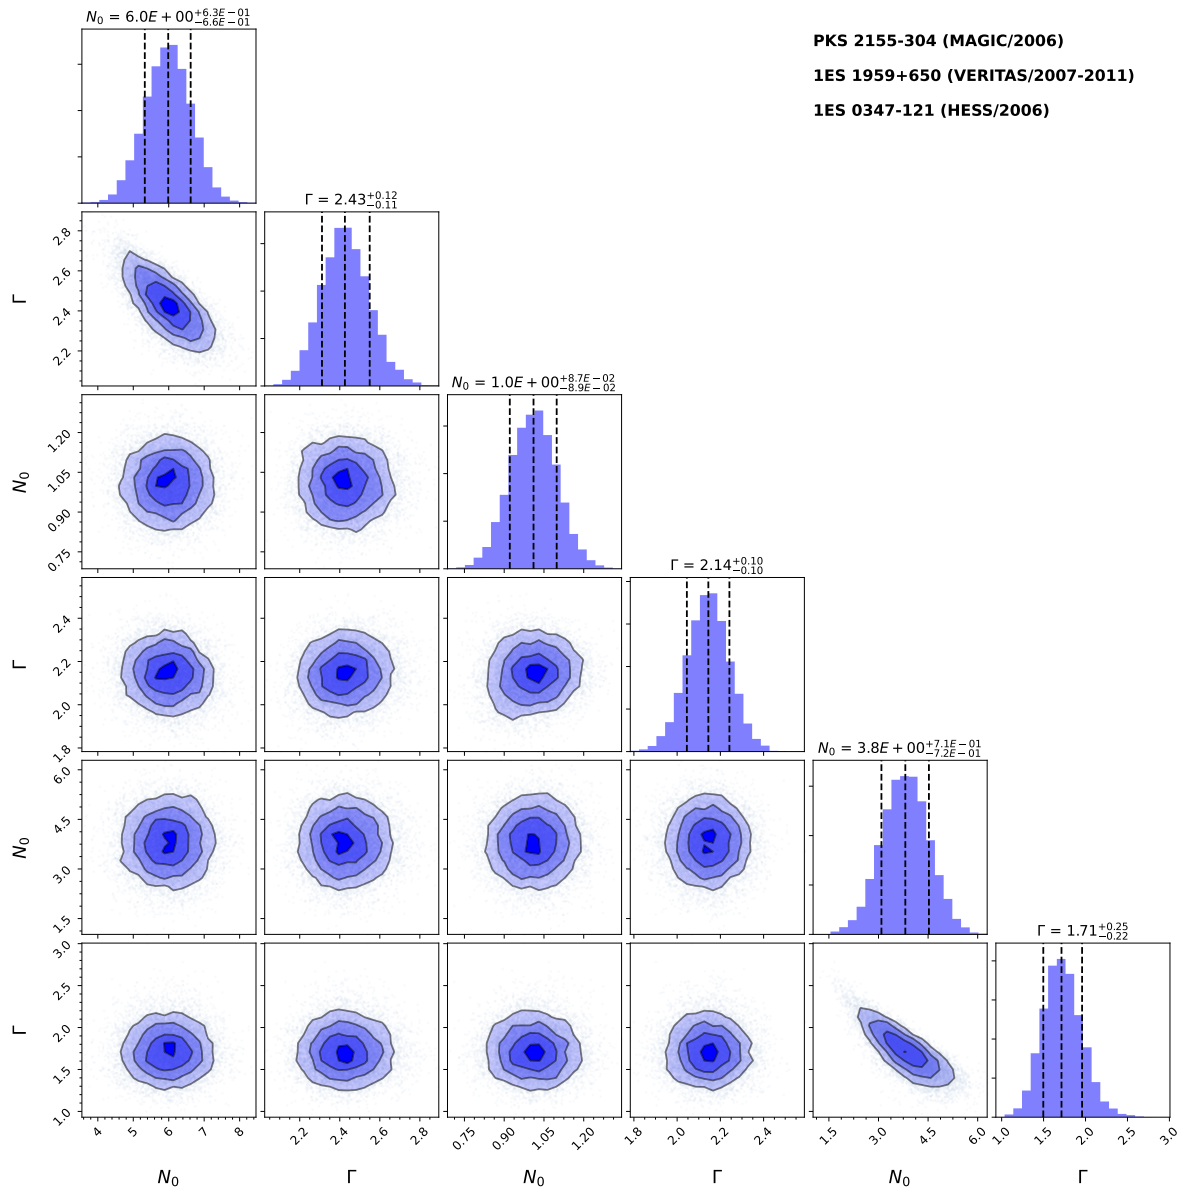 N₀ = 6.0E + 00 +6.3E−01 −6.6E−01
PKS 2155-304 (MAGIC/2006)
1ES 1959+650 (VERITAS/2007-2011)
1ES 0347-121 (HESS/2006)
Γ = 2.43 +0.12 −0.11
2.8
2.6
2.4
2.2
Γ
N₀ = 1.0E + 00 +8.7E−02 −8.9E−02
1.20
1.05
0.90
0.75
N₀
Γ = 2.14 +0.10 −0.10
2.4
2.2
2.0
1.8
Γ
N₀ = 3.8E + 00 +7.1E−01 −7.2E−01
6.0
4.5
3.0
1.5
N₀
Γ = 1.71 +0.25 −0.22
3.0
2.5
2.0
1.5
1.0
Γ
4 6 7 8 2.2 2.4 2.6 2.8 0.75 0.90 1.05 1.20 1.8 2.0 2.2 2.4 1.5 3.0 4.5 6.0 1.0 1.5 2.0 2.5 3.0
5
N₀ Γ N₀ Γ N₀ Γ